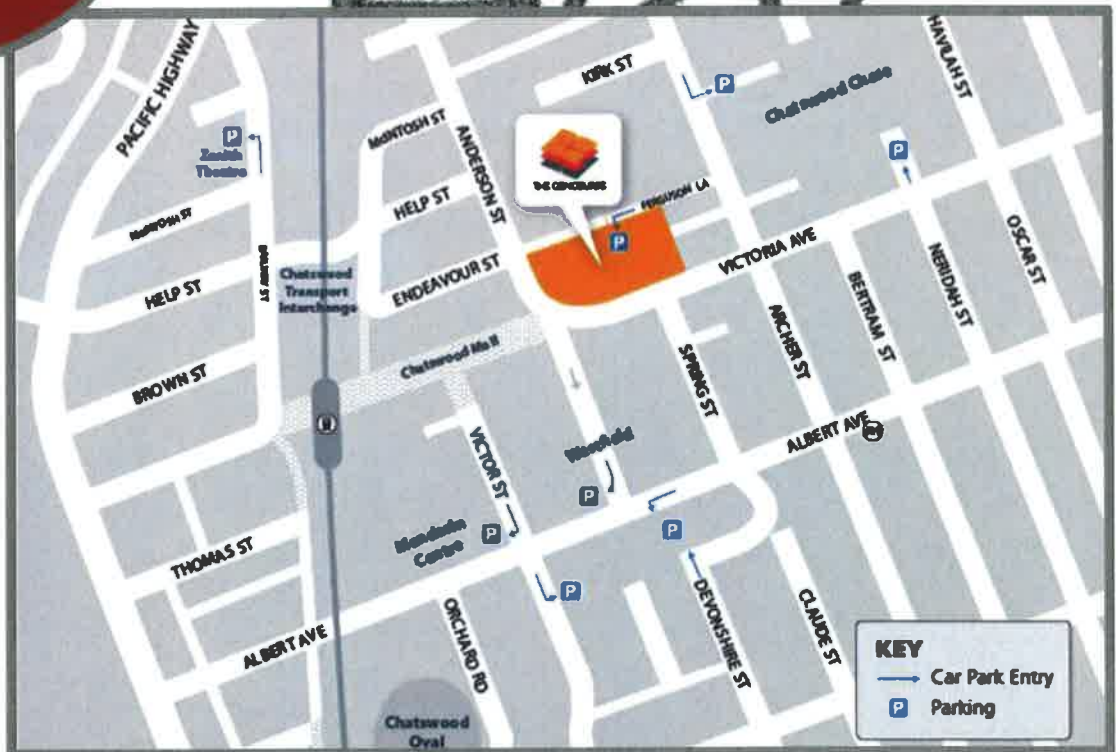 PACIFIC HIGHWAY
HAVILAH ST
KIRK ST
P
Chatswood Chase
McINTOSH ST
ANDERSON ST
P
Zenith
Theatre
P
HELP ST
FERGUSON LA
P
McINTOSH ST
VICTORIA AVE
OSCAR ST
NERIDAH ST
BERTRAM ST
ENDEAVOUR ST
Chatswood
Transport
Interchange
HELP ST
ARCHER ST
Chatswood Mall
SPRING ST
BROWN ST
ALBERT AVE
VICTOR ST
Westfield
P
Mandarin
Centre
P
P
THOMAS ST
P
DEVONSHIRE ST
CLAUDE ST
ORCHARD RD
ALBERT AVE
Chatswood
Oval
KEY
Car Park Entry
P Parking